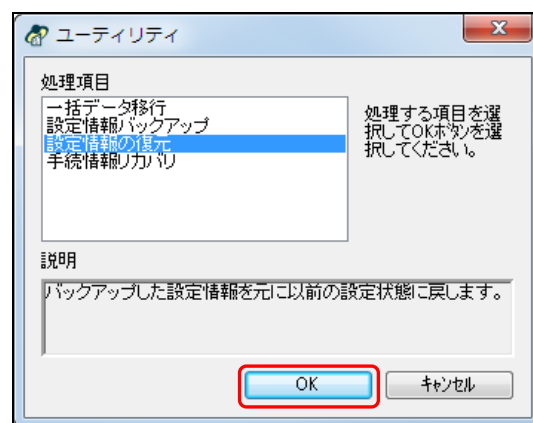 ユーティリティ
処理項目
一括データ移行
設定情報バックアップ
設定情報の復元
手続情報リカバリ
処理する項目を選
択してOKボタンを選
択してください。
説明
バックアップした設定情報を元に以前の設定状態に戻します。
OK
キャンセル